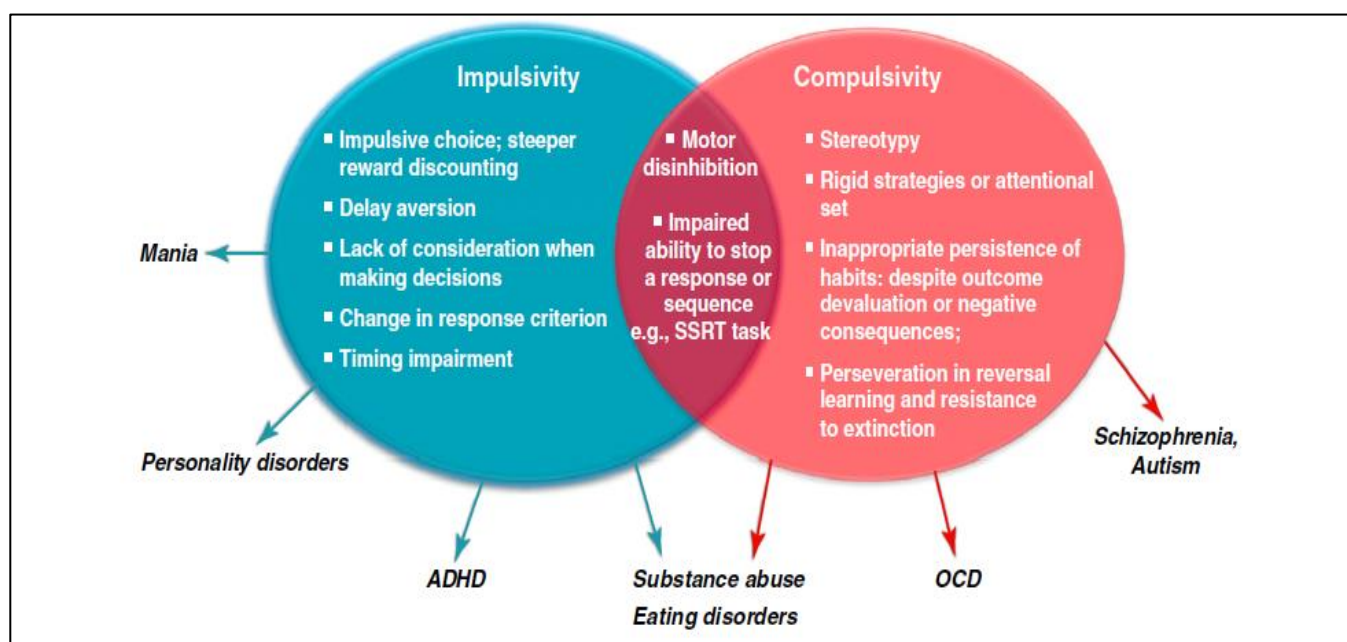 Impulsivity
▪ Impulsive choice; steeper
reward discounting
▪ Delay aversion
▪ Lack of consideration when
making decisions
▪ Change in response criterion
▪ Timing impairment
▪ Motor
disinhibition
▪ Impaired
ability to stop
a response or
sequence
e.g., SSRT task
Compulsivity
▪ Stereotypy
▪ Rigid strategies or attentional
set
▪ Inappropriate persistence of
habits: despite outcome
devaluation or negative
consequences;
▪ Perseveration in reversal
learning and resistance
to extinction
Mania
Personality disorders
ADHD
Substance abuse
Eating disorders
OCD
Schizophrenia,
Autism